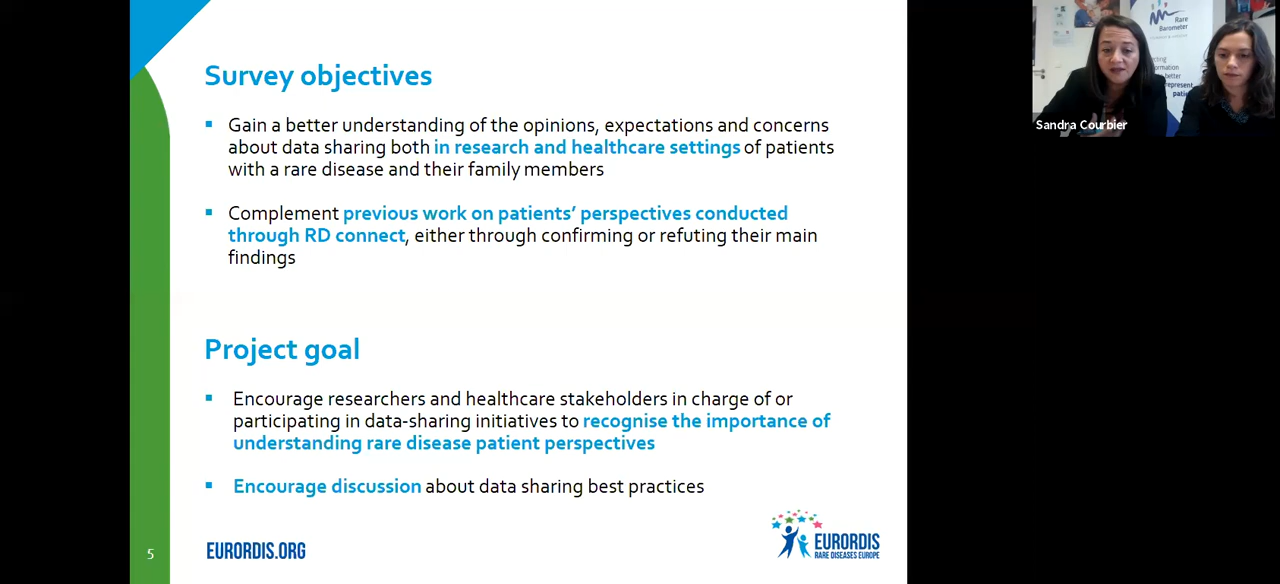 Survey objectives
▪ Gain a better understanding of the opinions, expectations and concerns
about data sharing both in research and healthcare settings of patients
with a rare disease and their family members
▪ Complement previous work on patients’ perspectives conducted
through RD connect, either through confirming or refuting their main
findings
Project goal
▪ Encourage researchers and healthcare stakeholders in charge of or
participating in data-sharing initiatives to recognise the importance of
understanding rare disease patient perspectives
▪ Encourage discussion about data sharing best practices
5
EURORDIS.ORG
EURORDIS
RARE DISEASES EUROPE
Rare
Barometer
better
represent
Sandra Courbier